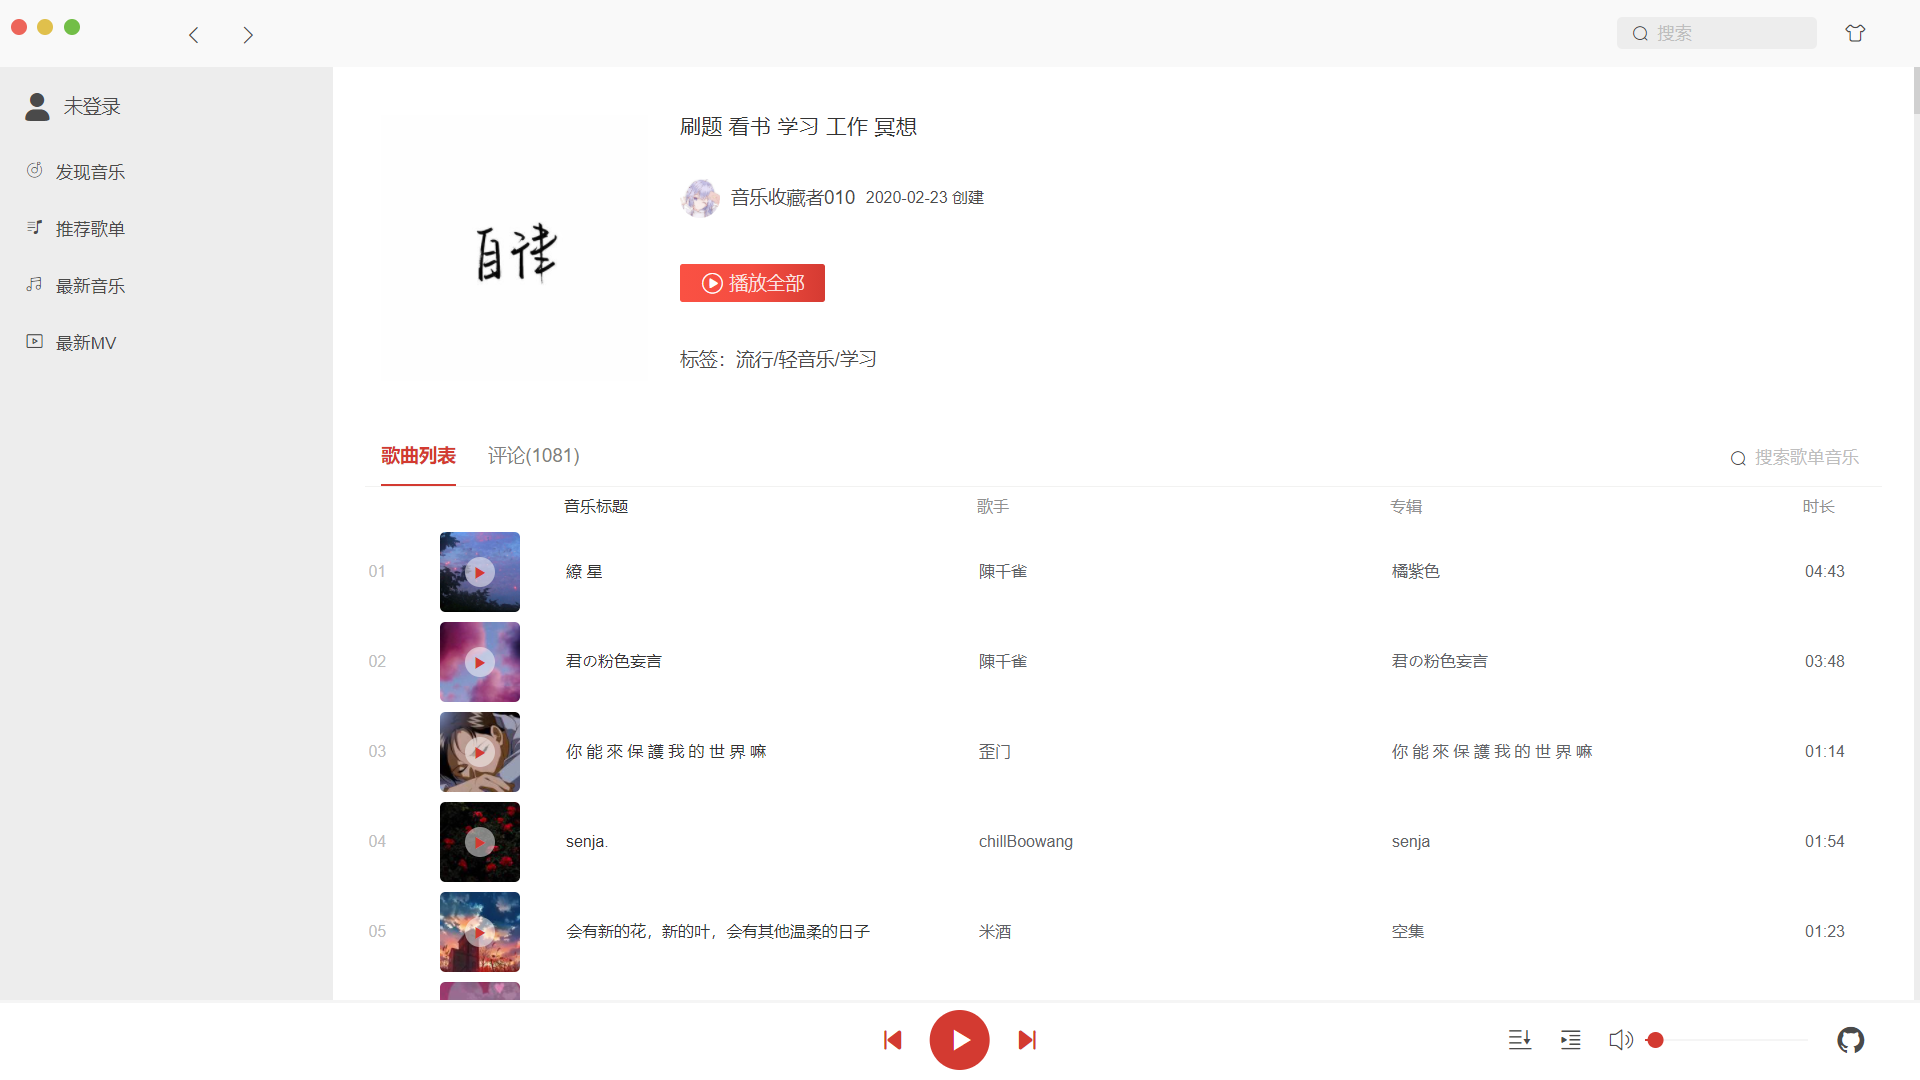 搜索
未登录
发现音乐
推荐歌单
最新音乐
最新MV
自律
刷题 看书 学习 工作 冥想
音乐收藏者010 2020-02-23 创建
播放全部
标签：流行/轻音乐/学习
歌曲列表 评论(1081) 搜索歌单音乐
音乐标题 歌手 专辑 时长
01 繚 星 陳千雀 橘紫色 04:43
02 君の粉色妄言 陳千雀 君の粉色妄言 03:48
03 你 能 來 保 護 我 的 世 界 嘛 歪门 你 能 來 保 護 我 的 世 界 嘛 01:14
04 senja. chillBoowang senja 01:54
05 会有新的花，新的叶，会有其他温柔的日子 米酒 空集 01:23